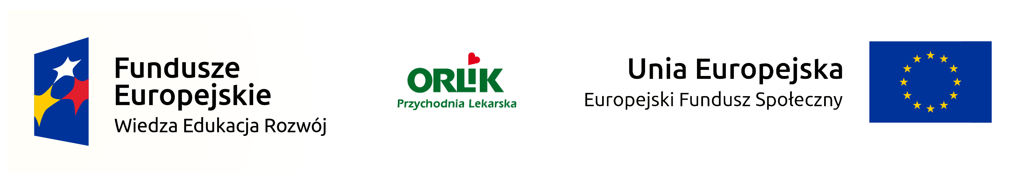 Fundusze
Europejskie
Wiedza Edukacja Rozwój
ORLIK
Przychodnia Lekarska
Unia Europejska
Europejski Fundusz Społeczny